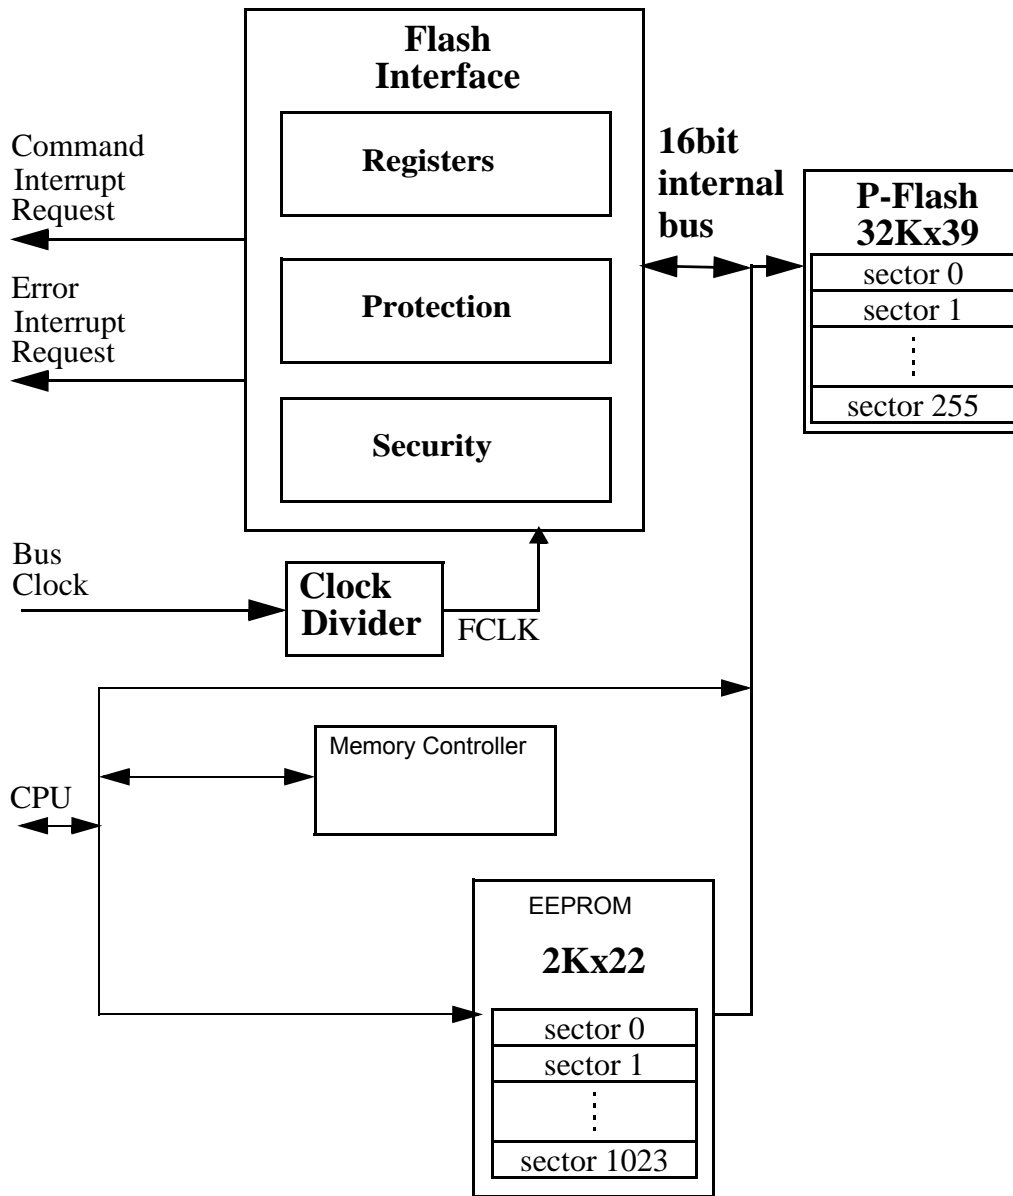 Flash
Interface
Registers
Protection
Security
Command
Interrupt
Request
Error
Interrupt
Request
16bit
internal
bus
P-Flash
32Kx39
sector 0
sector 1
sector 255
Bus
Clock
Clock
Divider
FCLK
Memory Controller
CPU
EEPROM
2Kx22
sector 0
sector 1
sector 1023